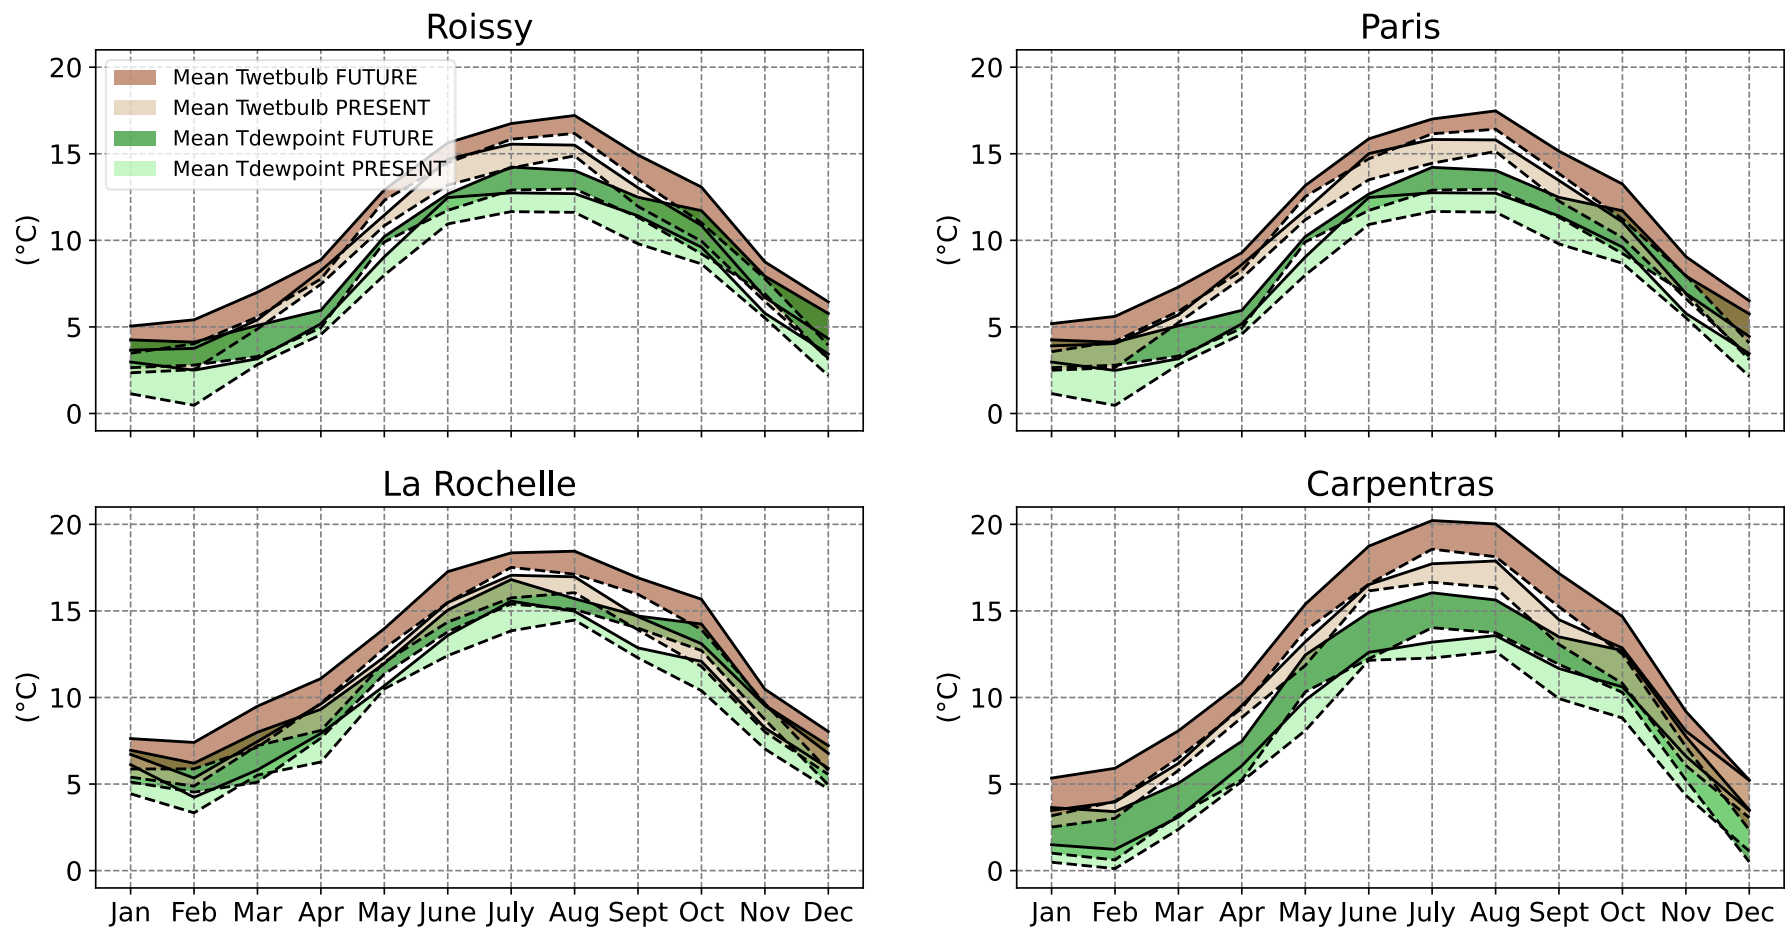 Roissy
20
15
10
5
0
(°C)
Mean Twetbulb FUTURE
Mean Twetbulb PRESENT
Mean Tdewpoint FUTURE
Mean Tdewpoint PRESENT
Paris
20
15
10
5
0
(°C)
La Rochelle
20
15
10
5
0
(°C)
Jan Feb Mar Apr May June July Aug Sept Oct Nov Dec
Carpentras
20
15
10
5
0
(°C)
Jan Feb Mar Apr May June July Aug Sept Oct Nov Dec